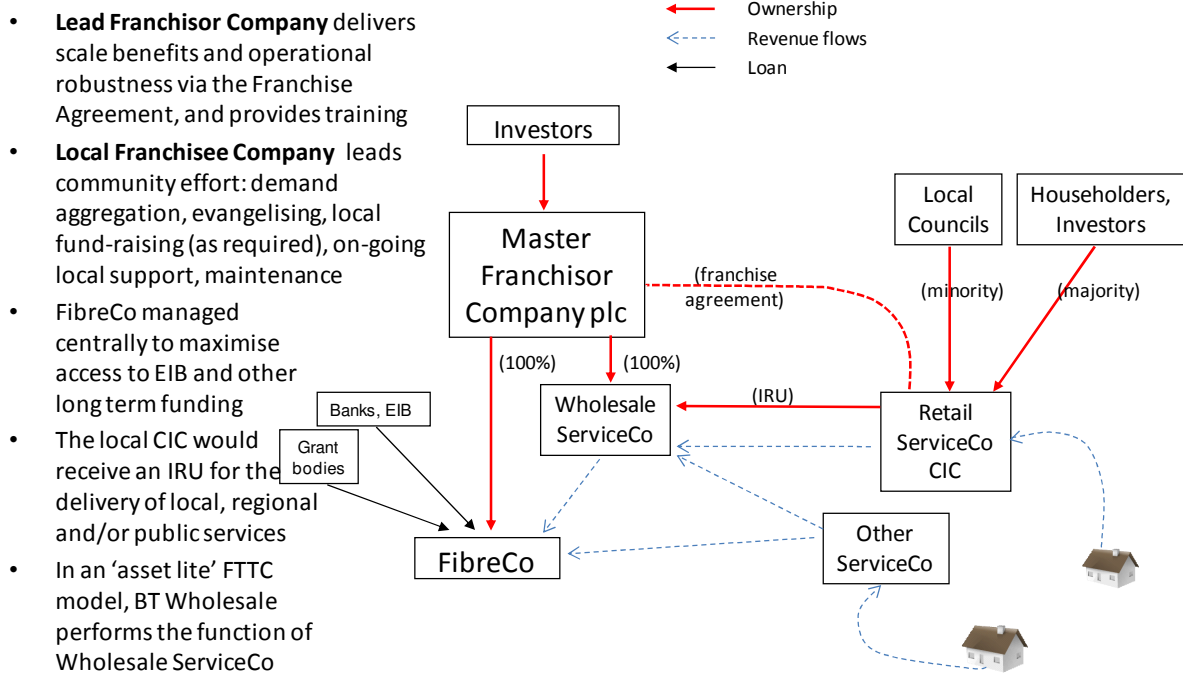 • Lead Franchisor Company delivers
scale benefits and operational
robustness via the Franchise
Agreement, and provides training
• Local Franchisee Company leads
community effort: demand
aggregation, evangelising, local
fund-raising (as required), on-going
local support, maintenance
• FibreCo managed
centrally to maximise
access to EIB and other
long term funding
• The local CIC would
receive an IRU for the
delivery of local, regional
and/or public services
• In an ‘asset lite’ FTTC
model, BT Wholesale
performs the function of
Wholesale ServiceCo
Ownership
Revenue flows
Loan
Investors
Master
Franchisor
Company plc
Local
Councils
Householders,
Investors
(franchise
agreement)
(minority)
(majority)
(100%)
(100%)
Banks, EIB
Grant
bodies
Wholesale
ServiceCo
(IRU)
Retail
ServiceCo
CIC
FibreCo
Other
ServiceCo